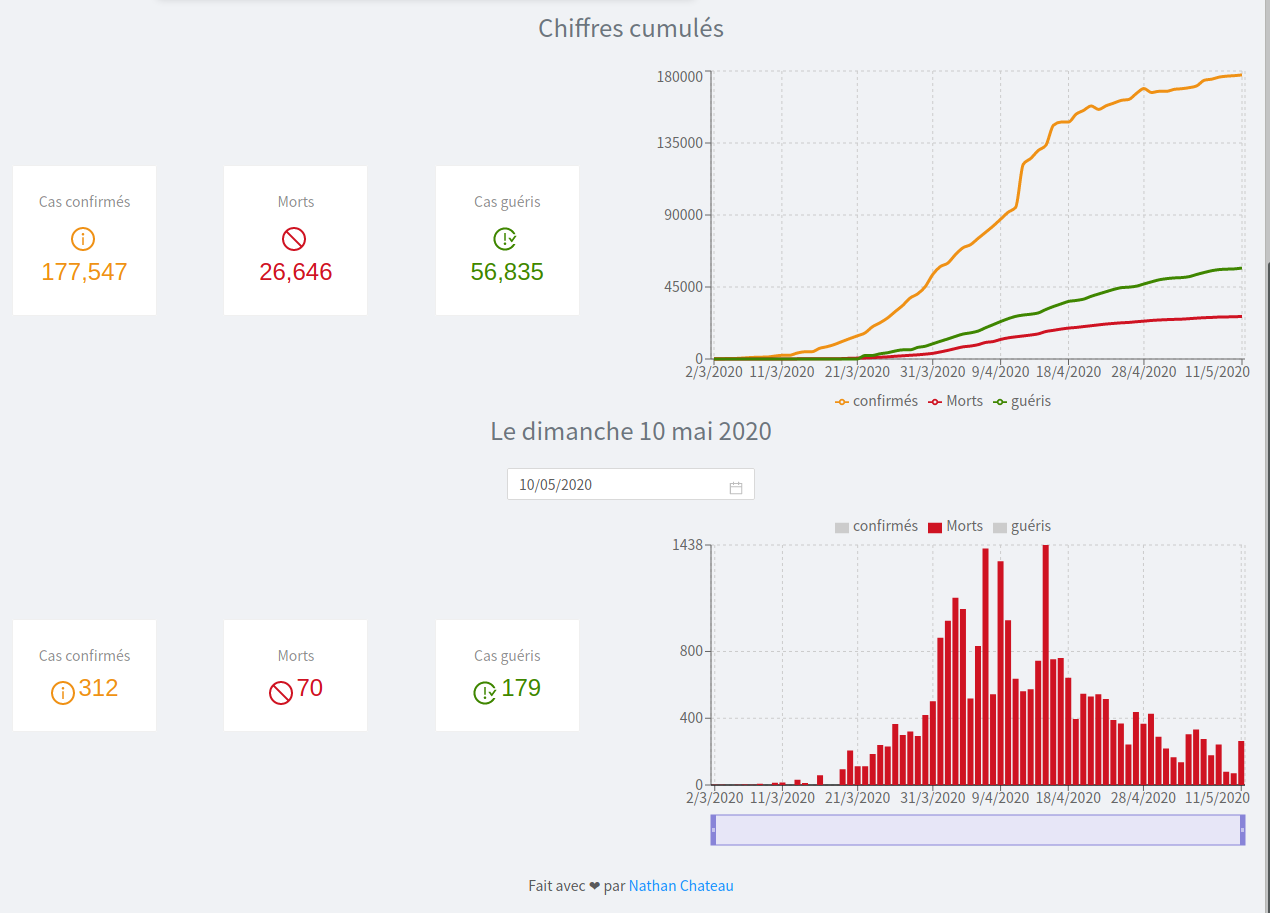 Chiffres cumulés
Cas confirmés
177,547
Morts
26,646
Cas guéris
56,835
180000
135000
90000
45000
0
2/3/2020 11/3/2020 21/3/2020 31/3/2020 9/4/2020 18/4/2020 28/4/2020 11/5/2020
confirmés Morts guéris
Le dimanche 10 mai 2020
10/05/2020
Cas confirmés
312
Morts
70
Cas guéris
179
confirmés Morts guéris
1438
800
400
0
2/3/2020 11/3/2020 21/3/2020 31/3/2020 9/4/2020 18/4/2020 28/4/2020 11/5/2020
Fait avec ❤ par Nathan Chateau